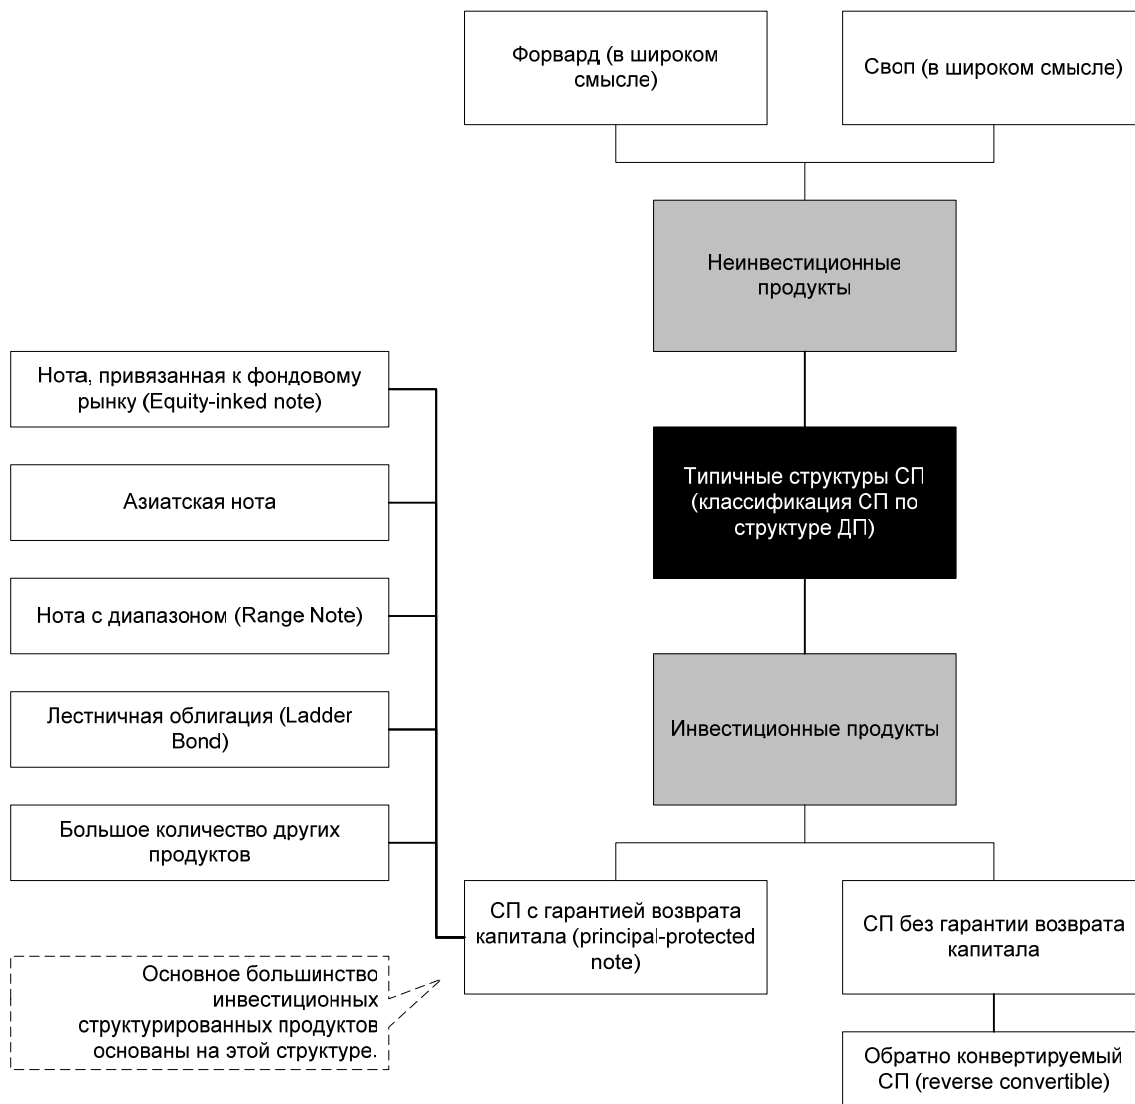 Форвард (в широком
смысле)
Своп (в широком смысле)
Неинвестиционные
продукты
Нота, привязанная к фондовому
рынку (Equity-inked note)
Азиатская нота
Нота с диапазоном (Range Note)
Лестничная облигация (Ladder
Bond)
Большое количество других
продуктов
Типичные структуры СП
(классификация СП по
структуре ДП)
Инвестиционные продукты
СП с гарантией возврата
капитала (principal-protected
note)
СП без гарантии возврата
капитала
Основное большинство
инвестиционных
структурированных продуктов
основаны на этой структуре.
Обратно конвертируемый
СП (reverse convertible)